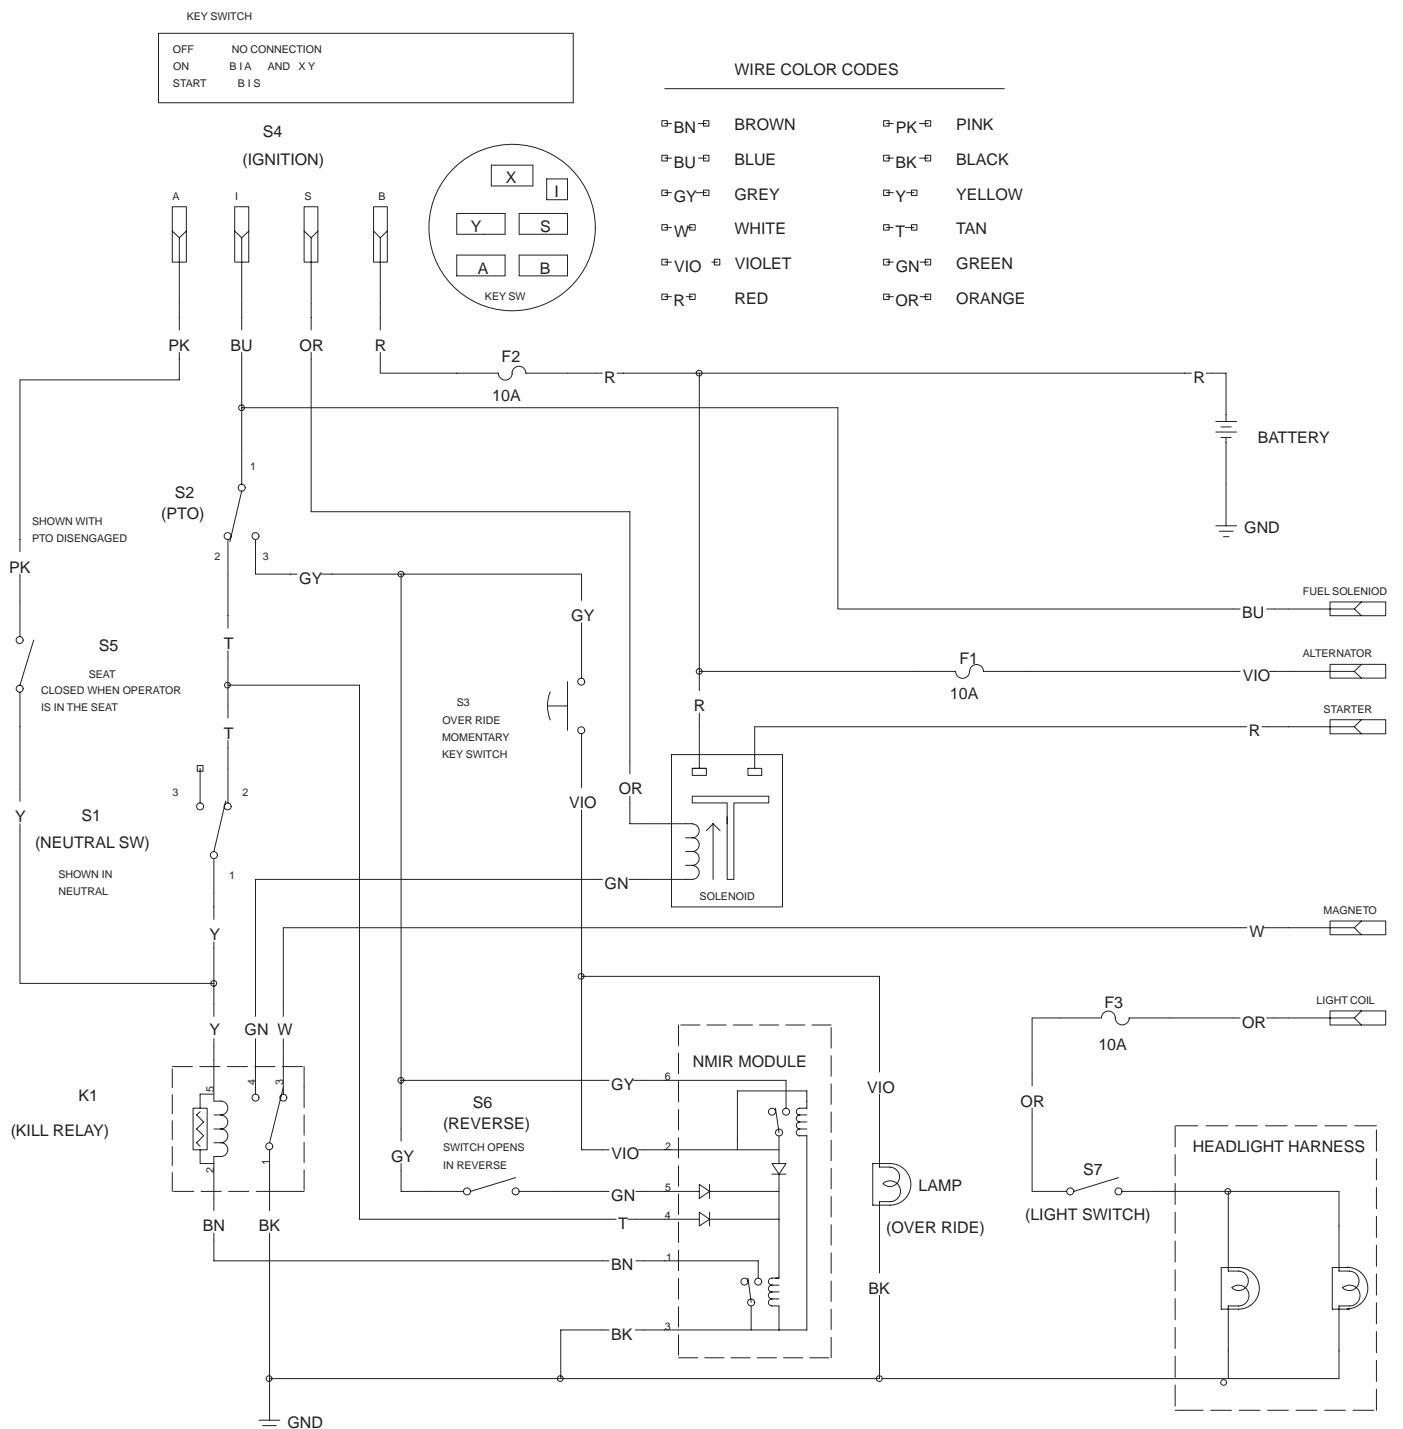 KEY SWITCH
OFF NO CONNECTION
ON B I A AND X Y
START B I S
WIRE COLOR CODES
BN BROWN PK PINK
BU BLUE BK BLACK
GY GREY Y YELLOW
W WHITE T TAN
VIO VIOLET GN GREEN
R RED OR ORANGE
S4
(IGNITION)
A I S B
X
I
Y S
A B
KEY SW
PK BU OR R
F2
10A
R
R
BATTERY
GND
1
S2
(PTO)
SHOWN WITH
PTO DISENGAGED
2 3
PK
GY
GY
FUEL SOLENIOD
BU
T
S5
SEAT
CLOSED WHEN OPERATOR
IS IN THE SEAT
ALTERNATOR
F1
10A
VIO
S3
OVER RIDE
MOMENTARY
KEY SWITCH
R
STARTER
R
T
3 2
OR
VIO
Y
S1
(NEUTRAL SW)
SHOWN IN
NEUTRAL
1
GN
SOLENOID
MAGNETO
W
Y
LIGHT COIL
F3
10A
OR
Y GN W
NMIR MODULE
K1
(KILL RELAY)
5 4 3
2 1
GY 6
VIO
S6
(REVERSE)
SWITCH OPENS
IN REVERSE
OR
GY
VIO 2
GN 5
T 4
LAMP
(OVER RIDE)
S7
(LIGHT SWITCH)
HEADLIGHT HARNESS
BN BK
BN 1
BK
BK 3
GND